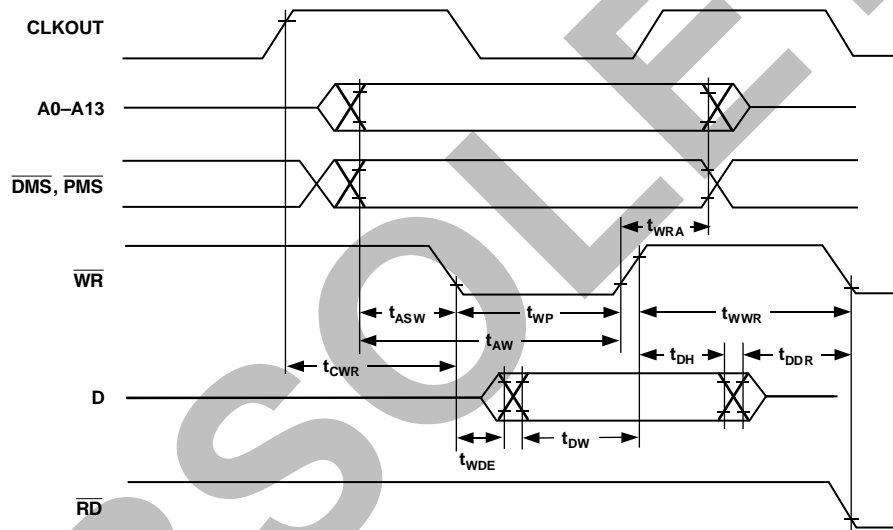 CLKOUT
A0–A13
DMS, PMS
tWRA
WR
tASW
tWP
tWWR
tAW
tCWR
tDH
tDDR
D
tWDE
tDW
RD